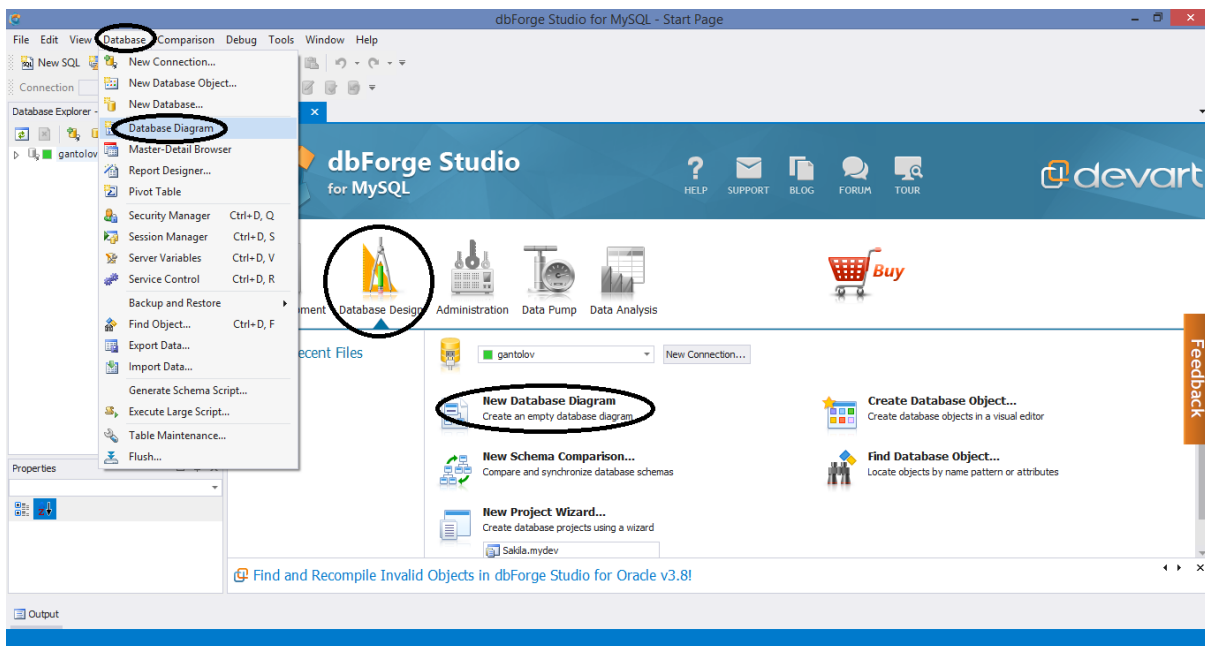 dbForge Studio for MySQL - Start Page
File Edit View Database Comparison Debug Tools Window Help
New SQL
Connection
Database Explorer -
gantolov
New Connection...
New Database Object...
New Database...
Database Diagram
Master-Detail Browser
Report Designer...
Pivot Table
Security Manager Ctrl+D, Q
Session Manager Ctrl+D, S
Server Variables Ctrl+D, V
Service Control Ctrl+D, R
Backup and Restore
Find Object... Ctrl+D, F
Export Data...
Import Data...
Generate Schema Script...
Execute Large Script...
Table Maintenance...
Flush...
dbForge Studio
for MySQL
HELP SUPPORT BLOG FORUM TOUR
devart
Buy
ment Database Design Administration Data Pump Data Analysis
ecent Files
gantolov New Connection...
New Database Diagram
Create an empty database diagram
Create Database Object...
Create database objects in a visual editor
New Schema Comparison...
Compare and synchronize database schemas
Find Database Object...
Locate objects by name pattern or attributes
New Project Wizard...
Create database projects using a wizard
Sakila.mydev
Feedback
Properties
Find and Recompile Invalid Objects in dbForge Studio for Oracle v3.8!
Output